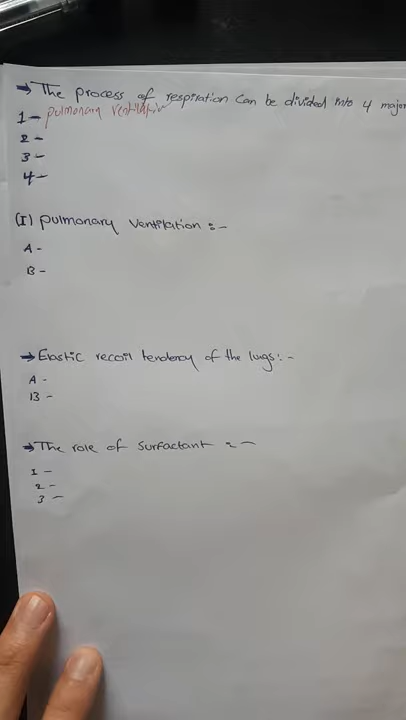 → The process of respiration can be divided into 4 major
1- pulmonary ventilation
2-
3-
4-
(I) pulmonary ventilation :-
A-
B-
→ Elastic recoil tendency of the lugs:-
A-
B-
→ The role of surfactant :-
1-
2-
3-